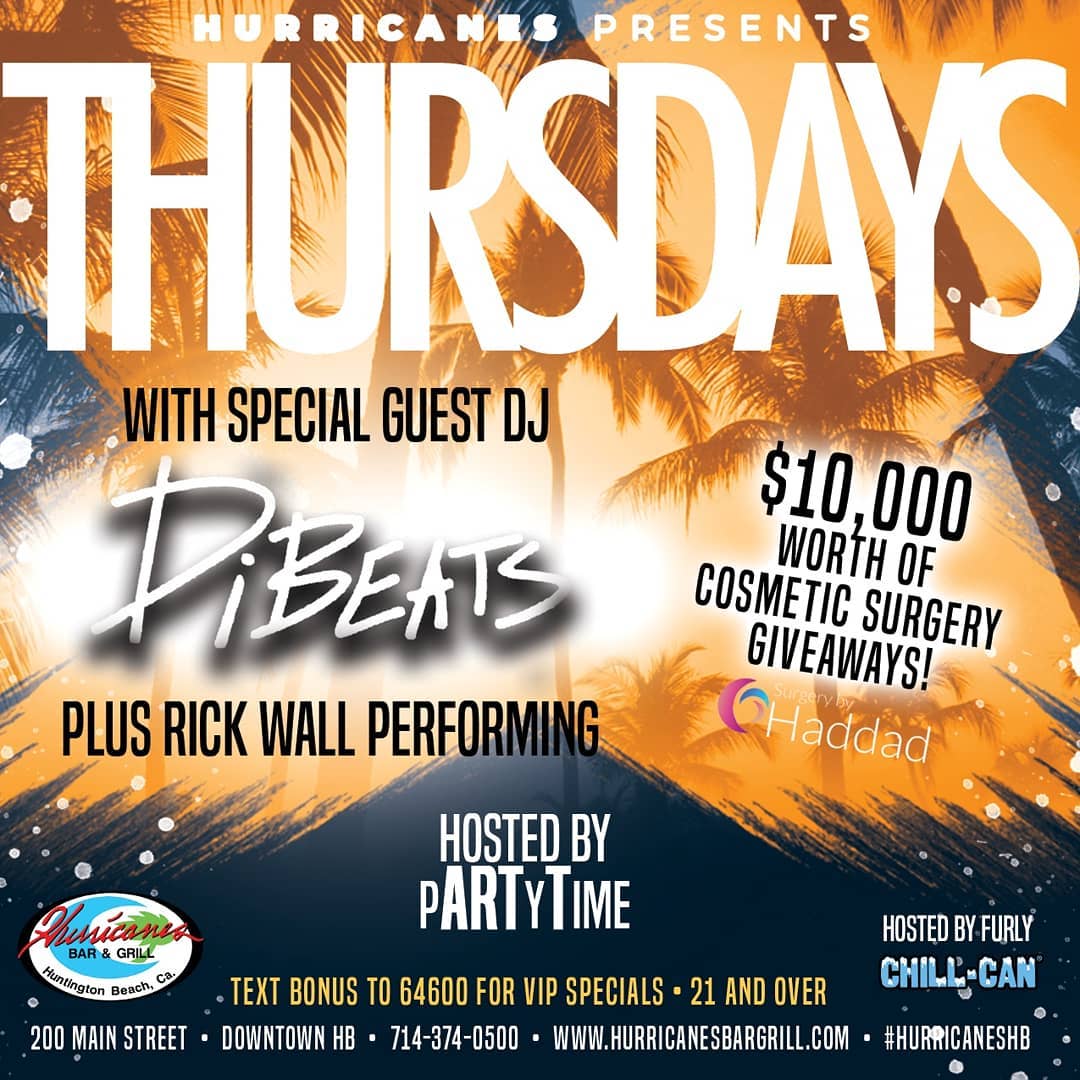 HURRICANES PRESENTS
THURSDAYS
WITH SPECIAL GUEST DJ
DiBEATS
PLUS RICK WALL PERFORMING
$10,000
WORTH OF
COSMETIC SURGERY
GIVEAWAYS!
Surgery by
Haddad
HOSTED BY
pARTyTIME
Hurricanes
BAR & GRILL
Huntington Beach, Ca.
HOSTED BY FURLY
CHILL-CAN®
TEXT BONUS TO 64600 FOR VIP SPECIALS • 21 AND OVER
200 MAIN STREET • DOWNTOWN HB • 714-374-0500 • WWW.HURRICANESBARGRILL.COM • #HURRICANESHB